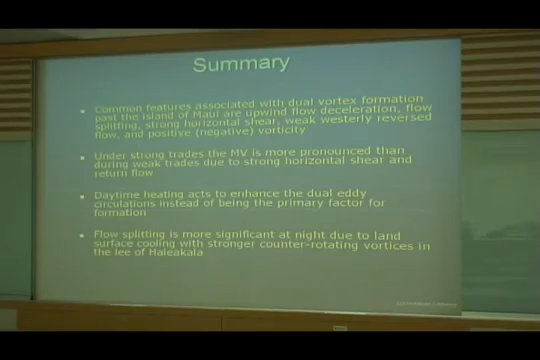 Summary
Common features associated with dual vortex formation
past the island of Maui are upwind flow deceleration, flow
splitting, strong horizontal shear, weak westerly reversed
flow, and positive (negative) vorticity
Under strong trades the MV is more pronounced than
during weak trades due to strong horizontal shear and
return flow
Daytime heating acts to enhance the dual eddy
circulations instead of being the primary factor for
formation
Flow splitting is more significant at night due to land
surface cooling with stronger counter-rotating vortices in
the lee of Haleakala